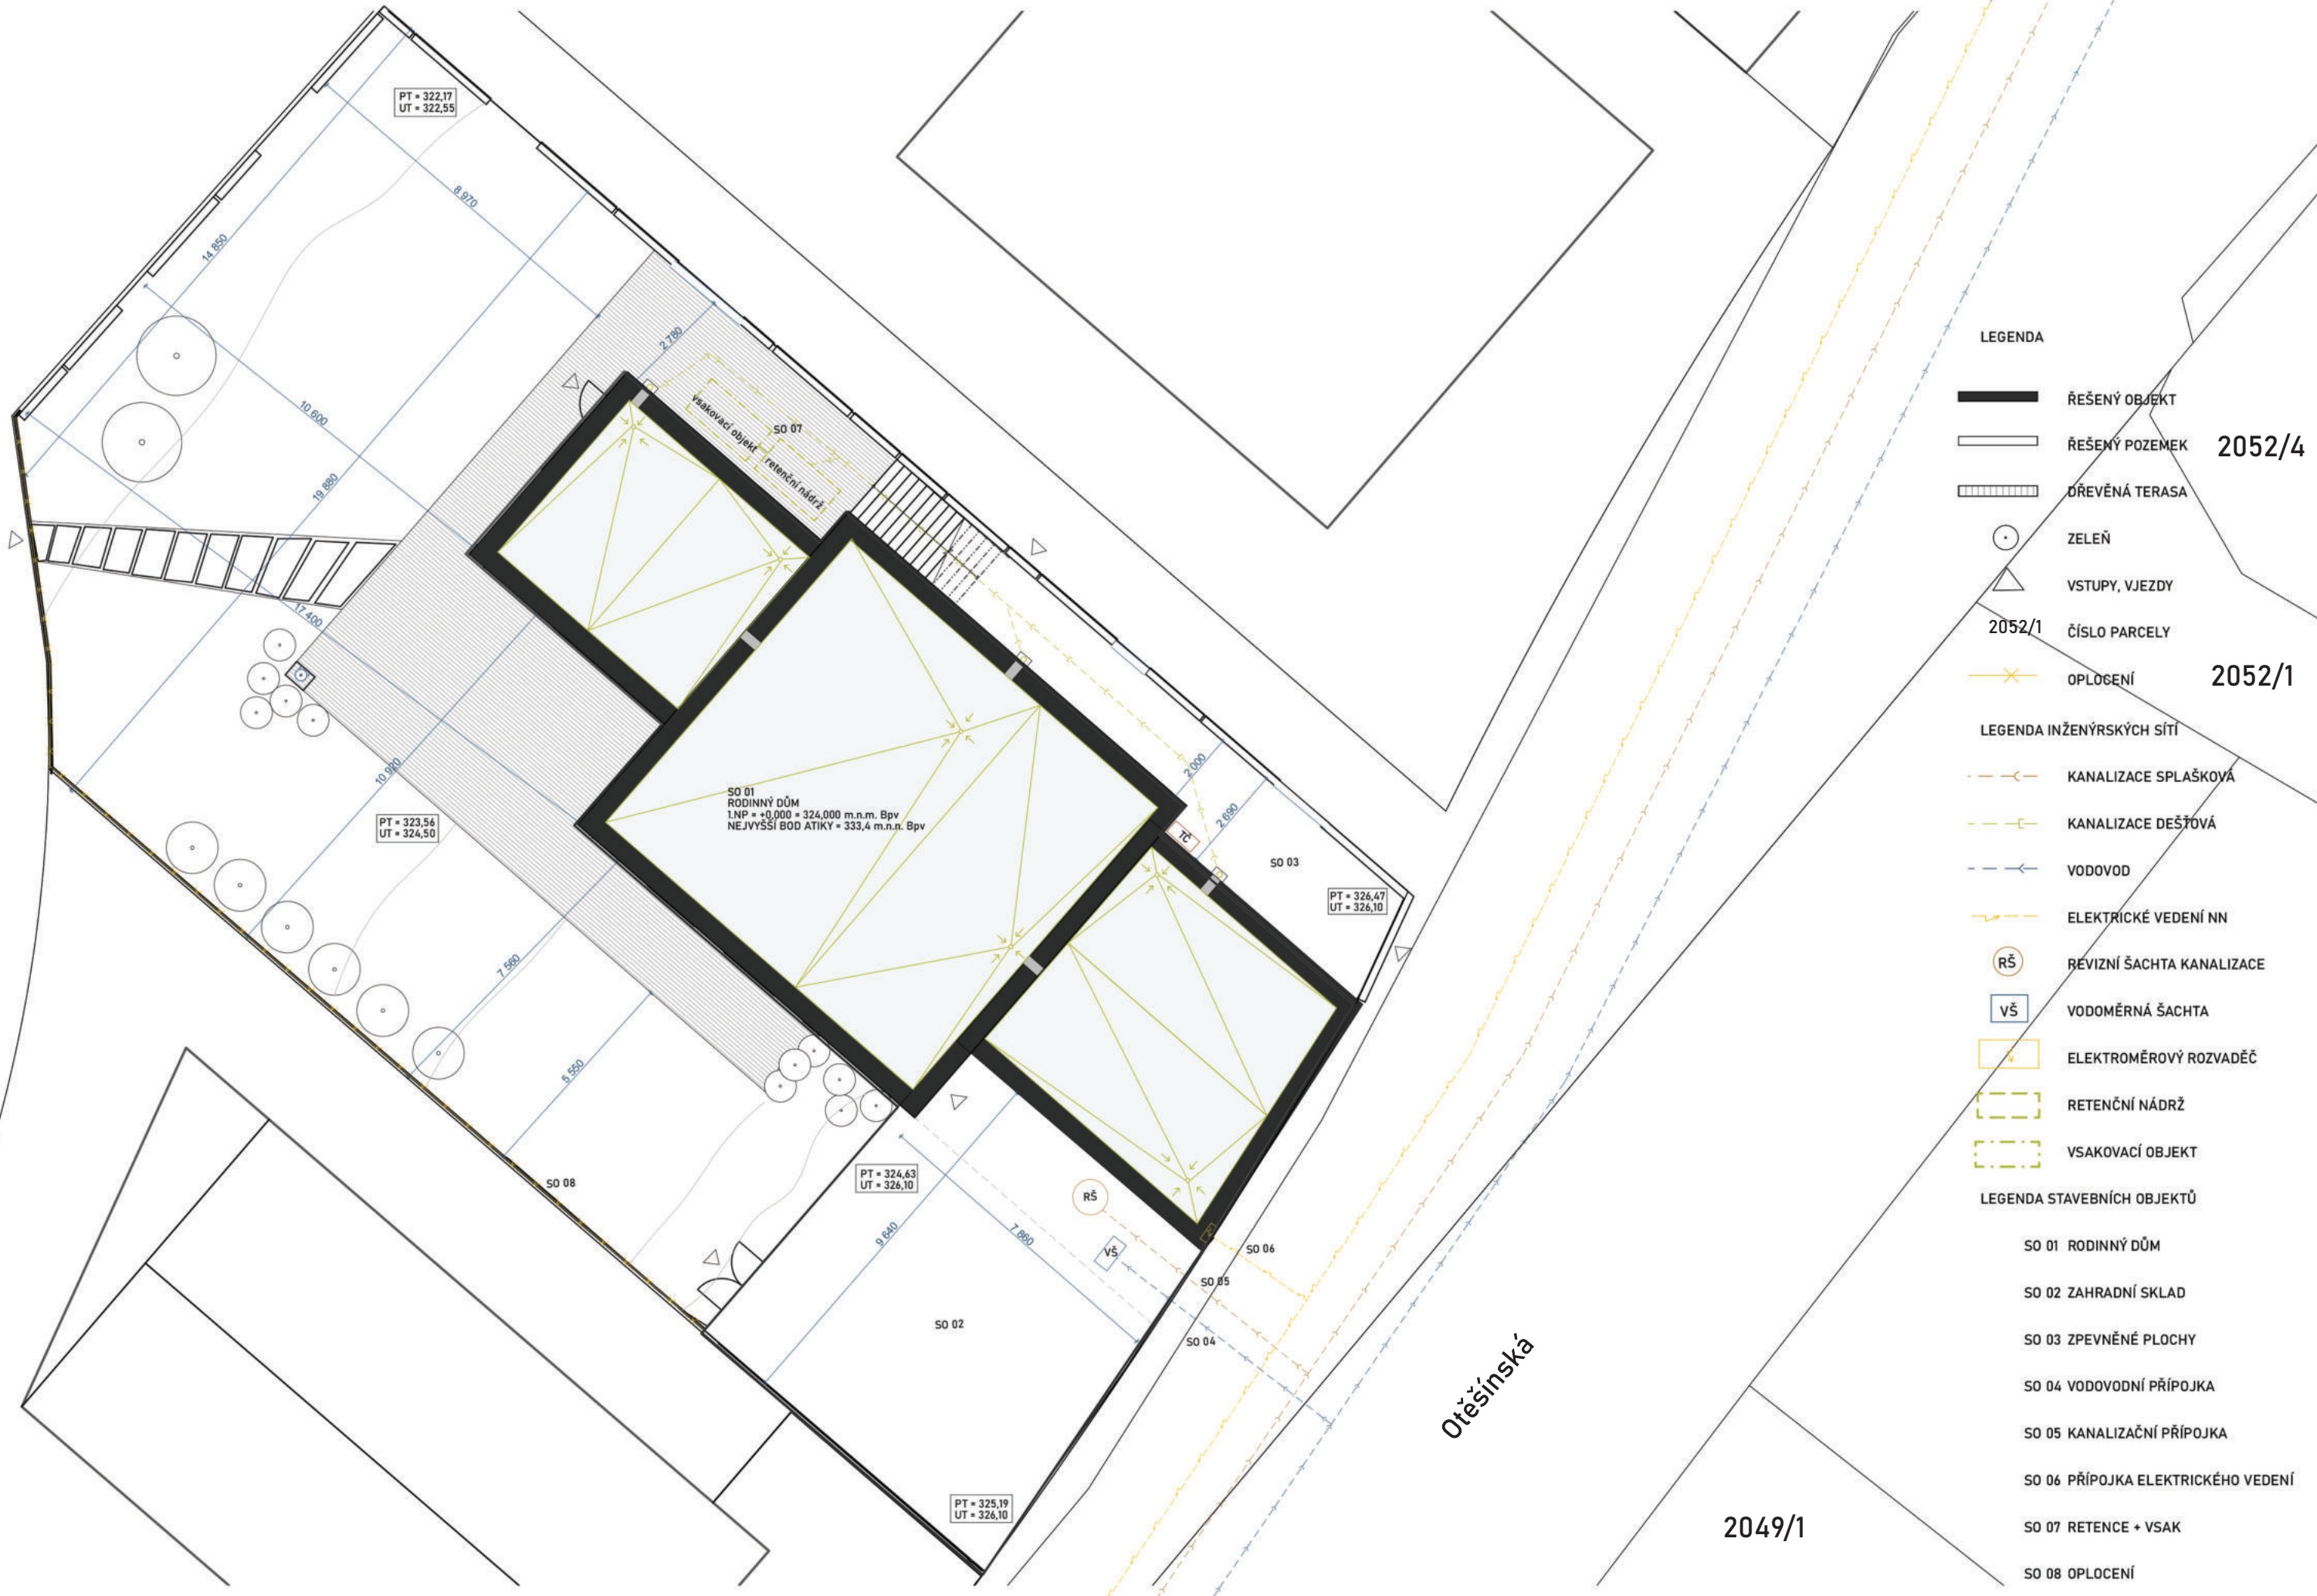 PT = 322,17
UT = 322,55
8 970
14 850
2 780
10 600
19 880
17 400
vsakovací objekt
SO 07
retenční nádrž
10 920
PT = 323,56
UT = 324,50
SO 01
RODINNÝ DŮM
1.NP = +0,000 = 324,000 m.n.m. Bpv
NEJVYŠŠÍ BOD ATIKY = 333,4 m.n.n. Bpv
2 000
2 690
TČ
SO 03
PT = 326,47
UT = 326,10
7 560
5 550
SO 08
PT = 324,63
UT = 326,10
9 640
7 860
RŠ
VŠ
SO 06
SO 05
SO 04
SO 02
PT = 325,19
UT = 326,10
Otěšínská
2049/1
2052/4
2052/1
LEGENDA
ŘEŠENÝ OBJEKT
ŘEŠENÝ POZEMEK
DŘEVĚNÁ TERASA
ZELEŇ
VSTUPY, VJEZDY
2052/1 ČÍSLO PARCELY
OPLOCENÍ
LEGENDA INŽENÝRSKÝCH SÍTÍ
KANALIZACE SPLAŠKOVÁ
KANALIZACE DEŠŤOVÁ
VODOVOD
ELEKTRICKÉ VEDENÍ NN
RŠ REVIZNÍ ŠACHTA KANALIZACE
VŠ VODOMĚRNÁ ŠACHTA
ELEKTROMĚROVÝ ROZVADĚČ
RETENČNÍ NÁDRŽ
VSAKOVACÍ OBJEKT
LEGENDA STAVEBNÍCH OBJEKTŮ
SO 01 RODINNÝ DŮM
SO 02 ZAHRADNÍ SKLAD
SO 03 ZPEVNĚNÉ PLOCHY
SO 04 VODOVODNÍ PŘÍPOJKA
SO 05 KANALIZAČNÍ PŘÍPOJKA
SO 06 PŘÍPOJKA ELEKTRICKÉHO VEDENÍ
SO 07 RETENCE + VSAK
SO 08 OPLOCENÍ